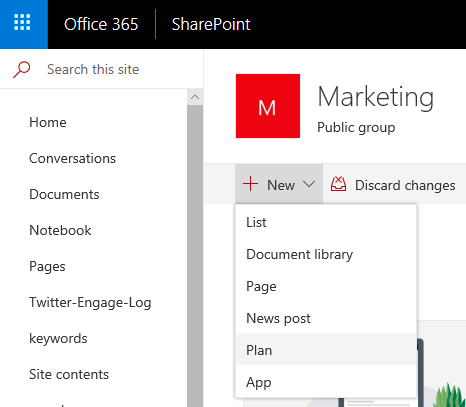 Office 365
SharePoint
Search this site
Home
Conversations
Documents
Notebook
Pages
Twitter-Engage-Log
keywords
Site contents
M
Marketing
Public group
New
Discard changes
List
Document library
Page
News post
Plan
App